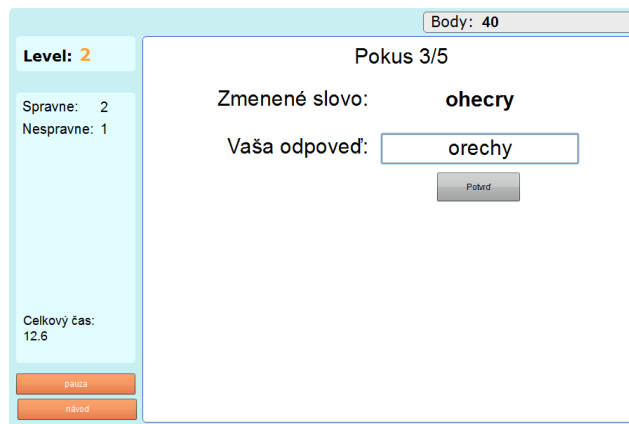 Body: 40
Level: 2
Pokus 3/5
Spravne: 2
Nespravne: 1
Zmenené slovo: ohecry
Vaša odpoveď: orechy
Potvrď
Celkový čas:
12.6
pauza
návod